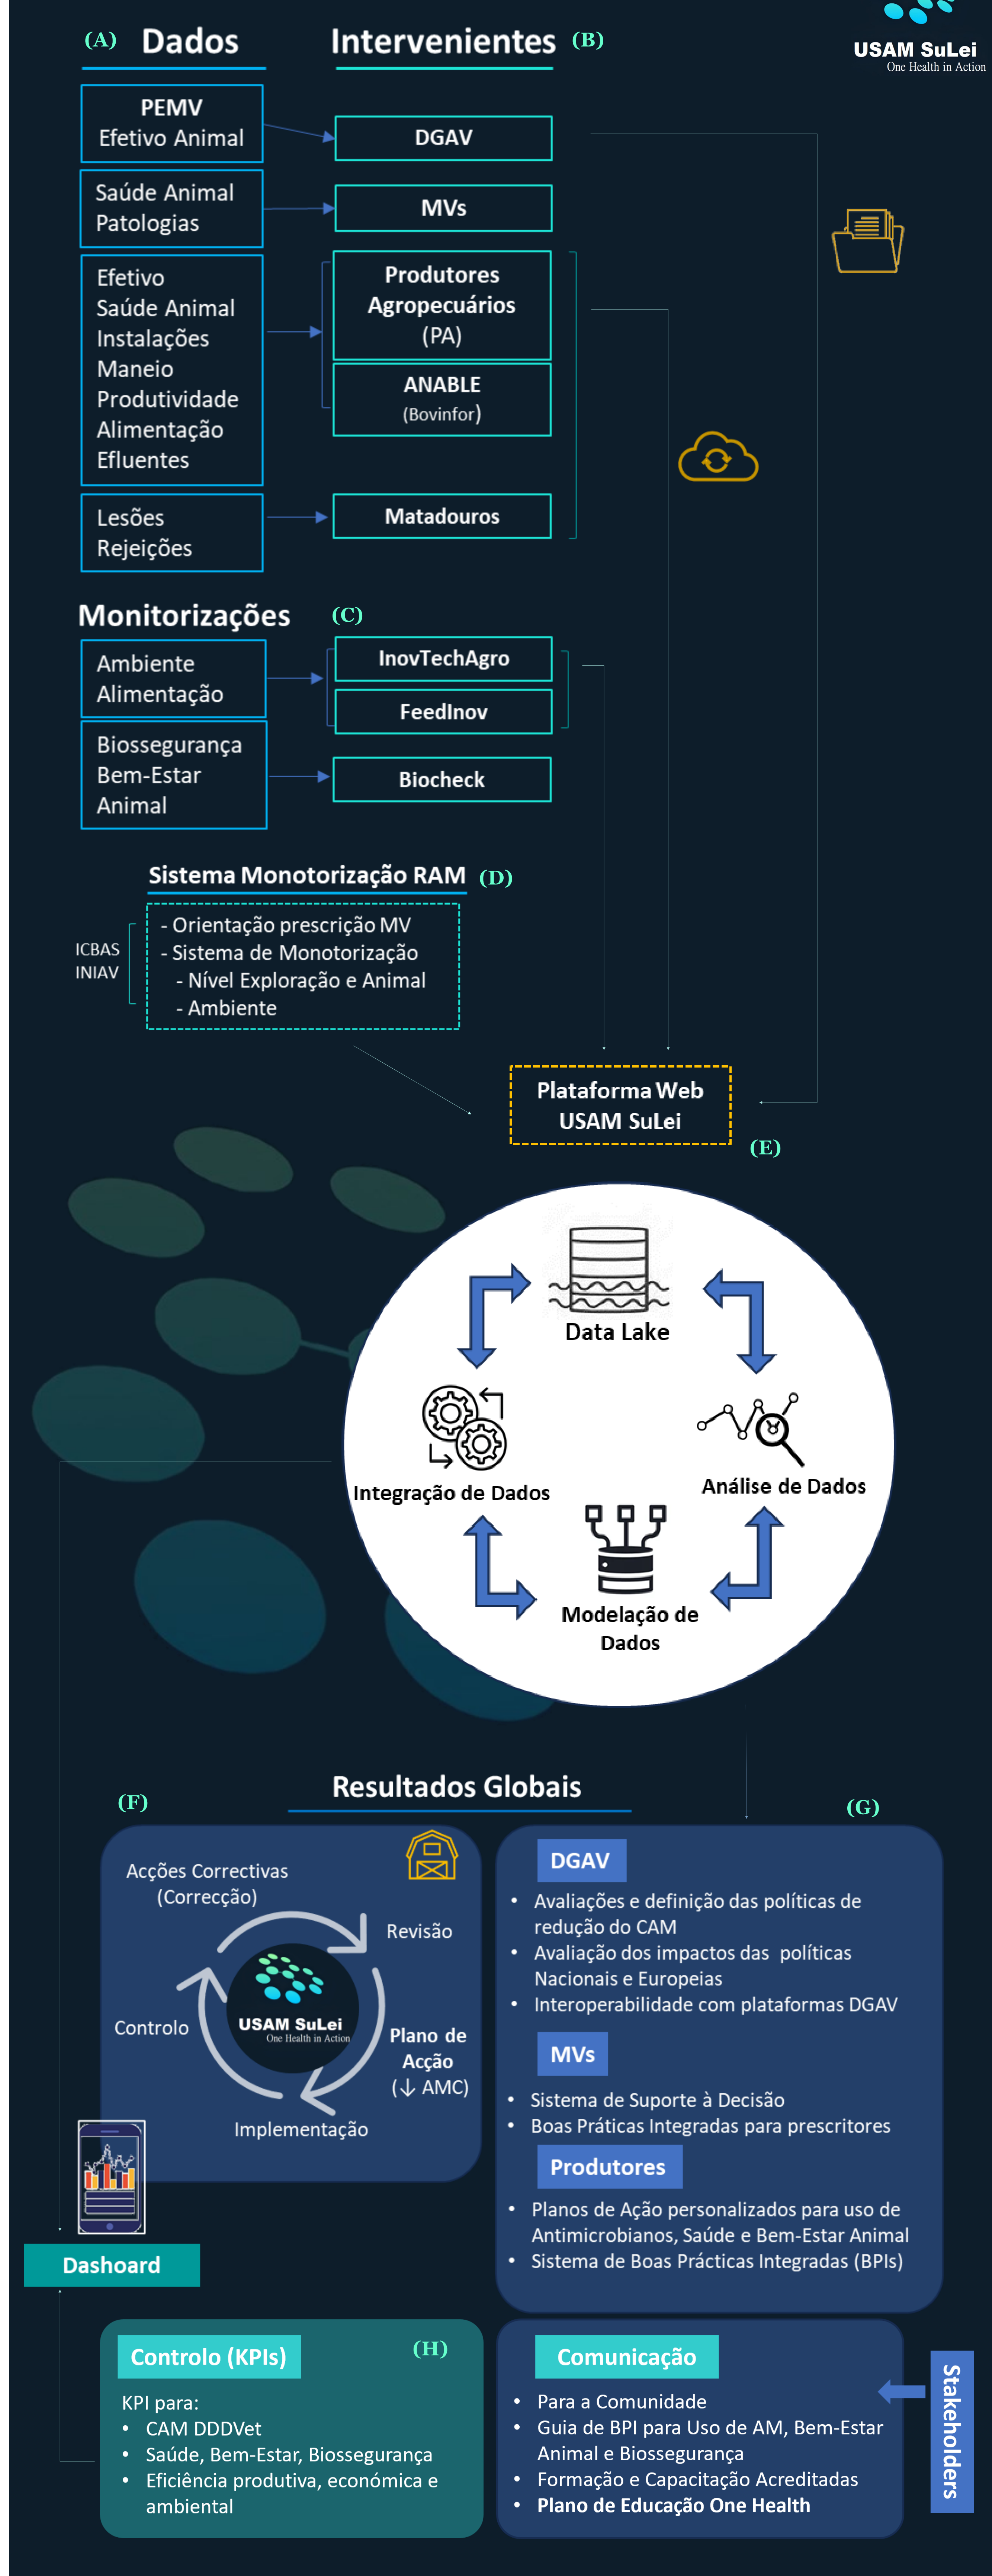 USAM SuLei
One Health in Action
(A) Dados
Intervenientes (B)
PEMV
Efetivo Animal
DGAV
Saúde Animal
Patologias
MVs
Efetivo
Saúde Animal
Instalações
Maneio
Produtividade
Alimentação
Efluentes
Produtores
Agropecuários
(PA)
ANABLE
(Bovinfor)
Lesões
Rejeições
Matadouros
Monitorizações (C)
Ambiente
Alimentação
InovTechAgro
FeedInov
Biossegurança
Bem-Estar
Animal
Biocheck
Sistema Monotorização RAM (D)
ICBAS
INIAV
- Orientação prescrição MV
- Sistema de Monotorização
- Nível Exploração e Animal
- Ambiente
Plataforma Web
USAM SuLei
(E)
Data Lake
Integração de Dados
Análise de Dados
Modelação de
Dados
Resultados Globais
(F)
(G)
Acções Correctivas
(Correcção)
Revisão
Controlo
USAM SuLei
One Health in Action
Plano de
Acção
(↓ AMC)
Implementação
DGAV
• Avaliações e definição das políticas de
redução do CAM
• Avaliação dos impactos das políticas
Nacionais e Europeias
• Interoperabilidade com plataformas DGAV
MVs
• Sistema de Suporte à Decisão
• Boas Práticas Integradas para prescritores
Produtores
• Planos de Ação personalizados para uso de
Antimicrobianos, Saúde e Bem-Estar Animal
• Sistema de Boas Prácticas Integradas (BPIs)
Dashoard
Controlo (KPIs)
(H)
KPI para:
• CAM DDDVet
• Saúde, Bem-Estar, Biossegurança
• Eficiência produtiva, económica e
ambiental
Comunicação
• Para a Comunidade
• Guia de BPI para Uso de AM, Bem-Estar
Animal e Biossegurança
• Formação e Capacitação Acreditadas
• Plano de Educação One Health
Stakeholders